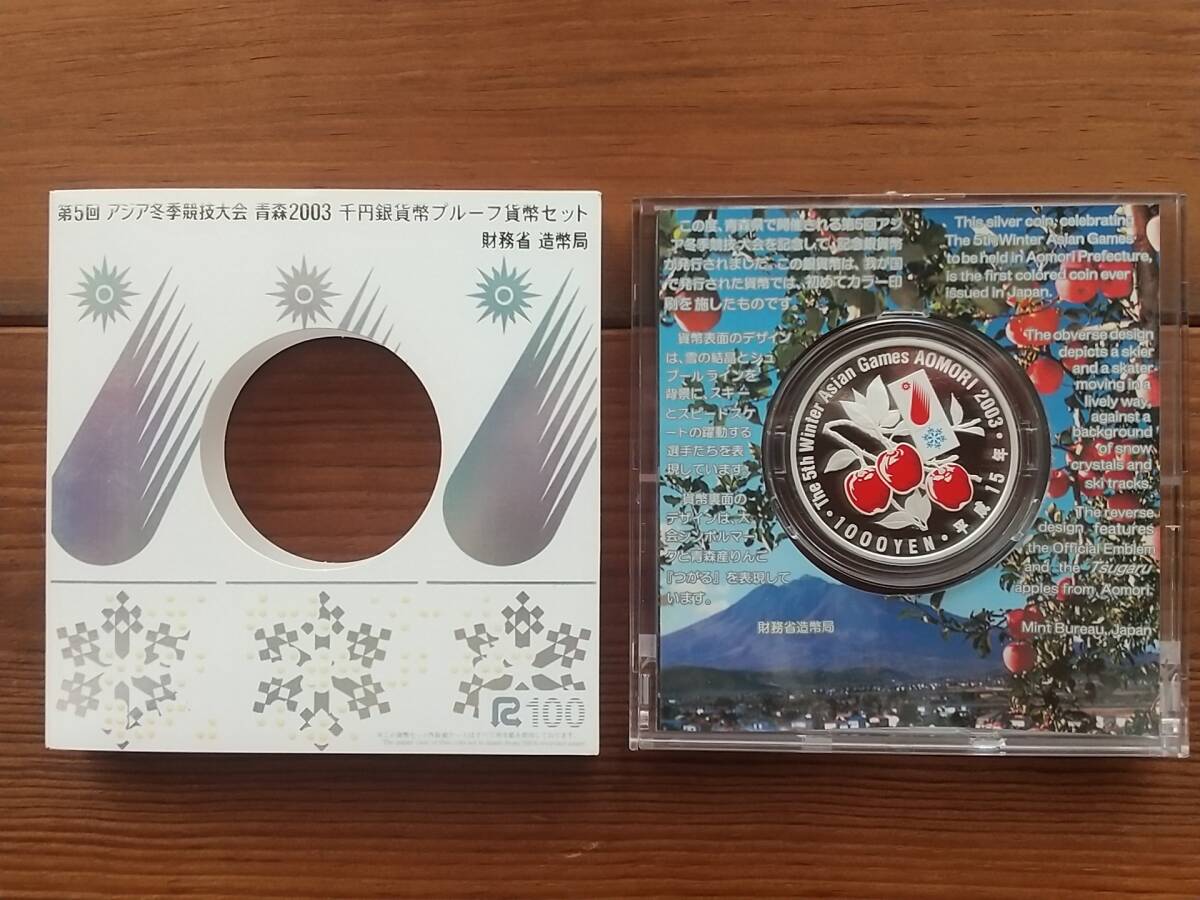 第5回 アジア冬季競技大会 青森2003 千円銀貨幣プルーフ貨幣セット
財務省 造幣局
R100
この度、青森県で開催される第5回アジ
ア冬季競技大会を記念して、記念銀貨幣
が発行されました。この銀貨幣は、我が国
で発行された貨幣では、初めてカラー印
刷を施したものです。
貨幣表面のデザイン
は、雪の結晶とシュ
プールラインを
背景に、スキー
とスピードスケ
ートの躍動する
選手たちを表
現しています。
貨幣裏面の
デザインは、大
会シンボルマー
クと青森産りんご
『つがる』を表現して
います。
財務省造幣局
This silver coin, celebrating
The 5th Winter Asian Games
to be held in Aomori Prefecture,
is the first colored coin ever
issued in Japan.
The obverse design
depicts a skier
and a skater
moving in a
lively way,
against a
background
of snow
crystals and
ski tracks.
The reverse
design features
the Official Emblem
and the Tsugaru
apples from Aomori.
Mint Bureau, Japan
The 5th Winter Asian Games AOMORI 2003
・1000YEN・平成15年・